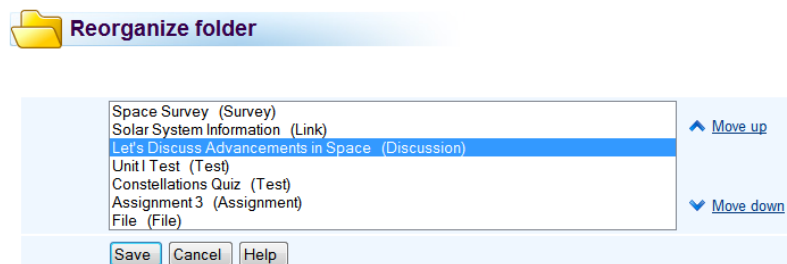 Reorganize folder
Space Survey (Survey)
Solar System Information (Link)
Let's Discuss Advancements in Space (Discussion)
Unit I Test (Test)
Constellations Quiz (Test)
Assignment 3 (Assignment)
File (File)
Move up
Move down
Save Cancel Help